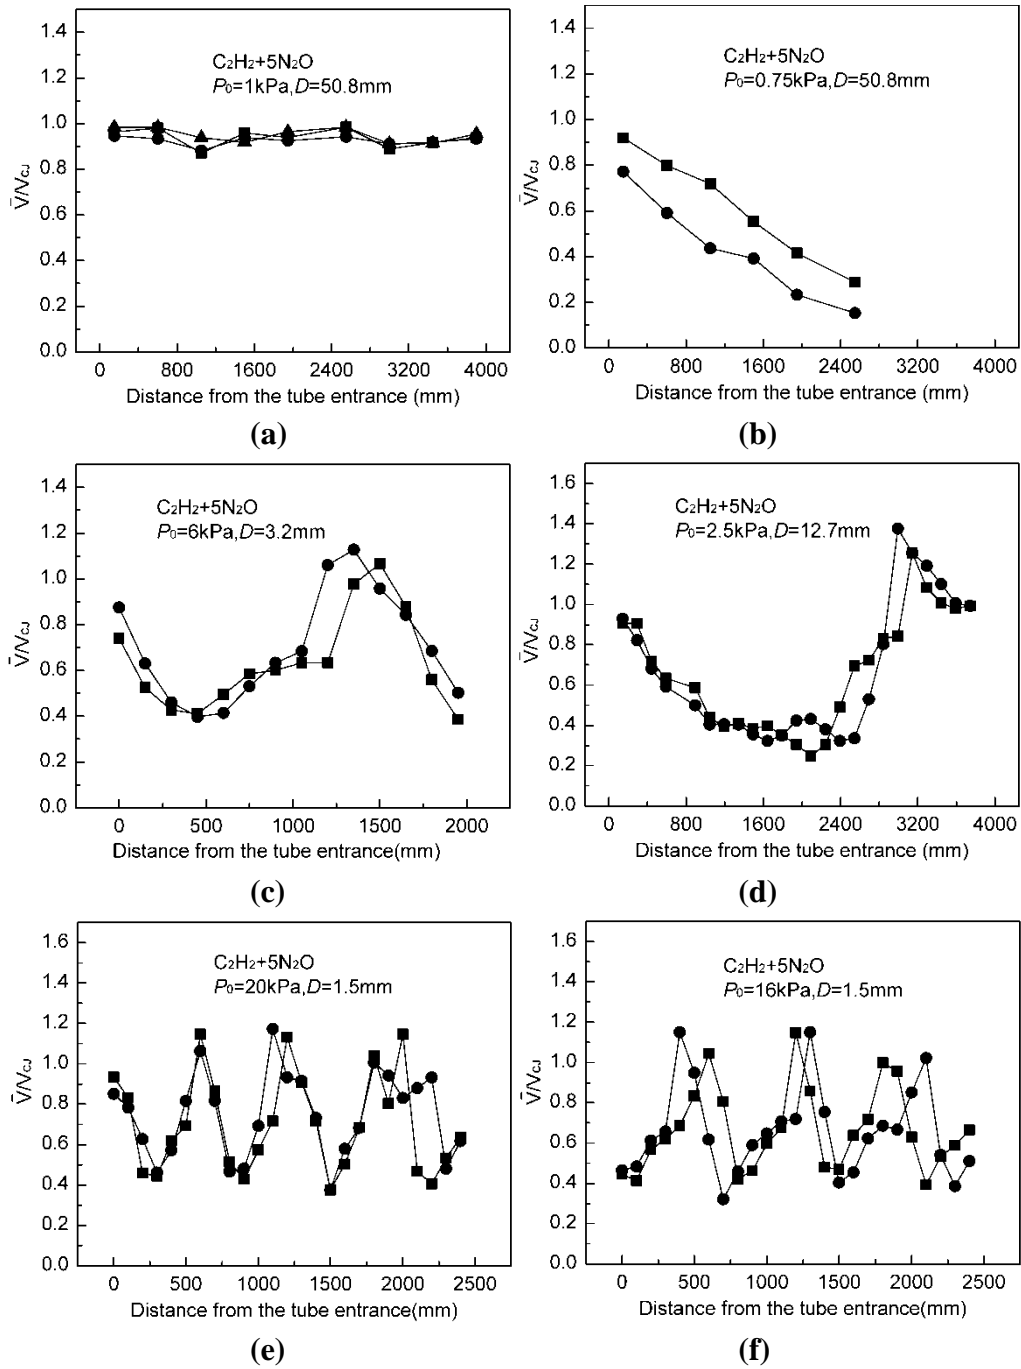 C₂H₂+5N₂O
P₀=1kPa,D=50.8mm
V̄/V_CJ
1.4
1.2
1.0
0.8
0.6
0.4
0.2
0.0
0 800 1600 2400 3200 4000
Distance from the tube entrance (mm)
(a)
C₂H₂+5N₂O
P₀=0.75kPa,D=50.8mm
V̄/V_CJ
1.4
1.2
1.0
0.8
0.6
0.4
0.2
0.0
0 800 1600 2400 3200 4000
Distance from the tube entrance (mm)
(b)
C₂H₂+5N₂O
P₀=6kPa,D=3.2mm
V̄/V_CJ
1.4
1.2
1.0
0.8
0.6
0.4
0.2
0.0
0 500 1000 1500 2000
Distance from the tube entrance(mm)
(c)
C₂H₂+5N₂O
P₀=2.5kPa,D=12.7mm
V̄/V_CJ
1.6
1.4
1.2
1.0
0.8
0.6
0.4
0.2
0.0
0 800 1600 2400 3200 4000
Distance from the tube entrance (mm)
(d)
C₂H₂+5N₂O
P₀=20kPa,D=1.5mm
V̄/V_CJ
1.6
1.4
1.2
1.0
0.8
0.6
0.4
0.2
0.0
0 500 1000 1500 2000 2500
Distance from the tube entrance(mm)
(e)
C₂H₂+5N₂O
P₀=16kPa,D=1.5mm
V̄/V_CJ
1.6
1.4
1.2
1.0
0.8
0.6
0.4
0.2
0.0
0 500 1000 1500 2000 2500
Distance from the tube entrance(mm)
(f)